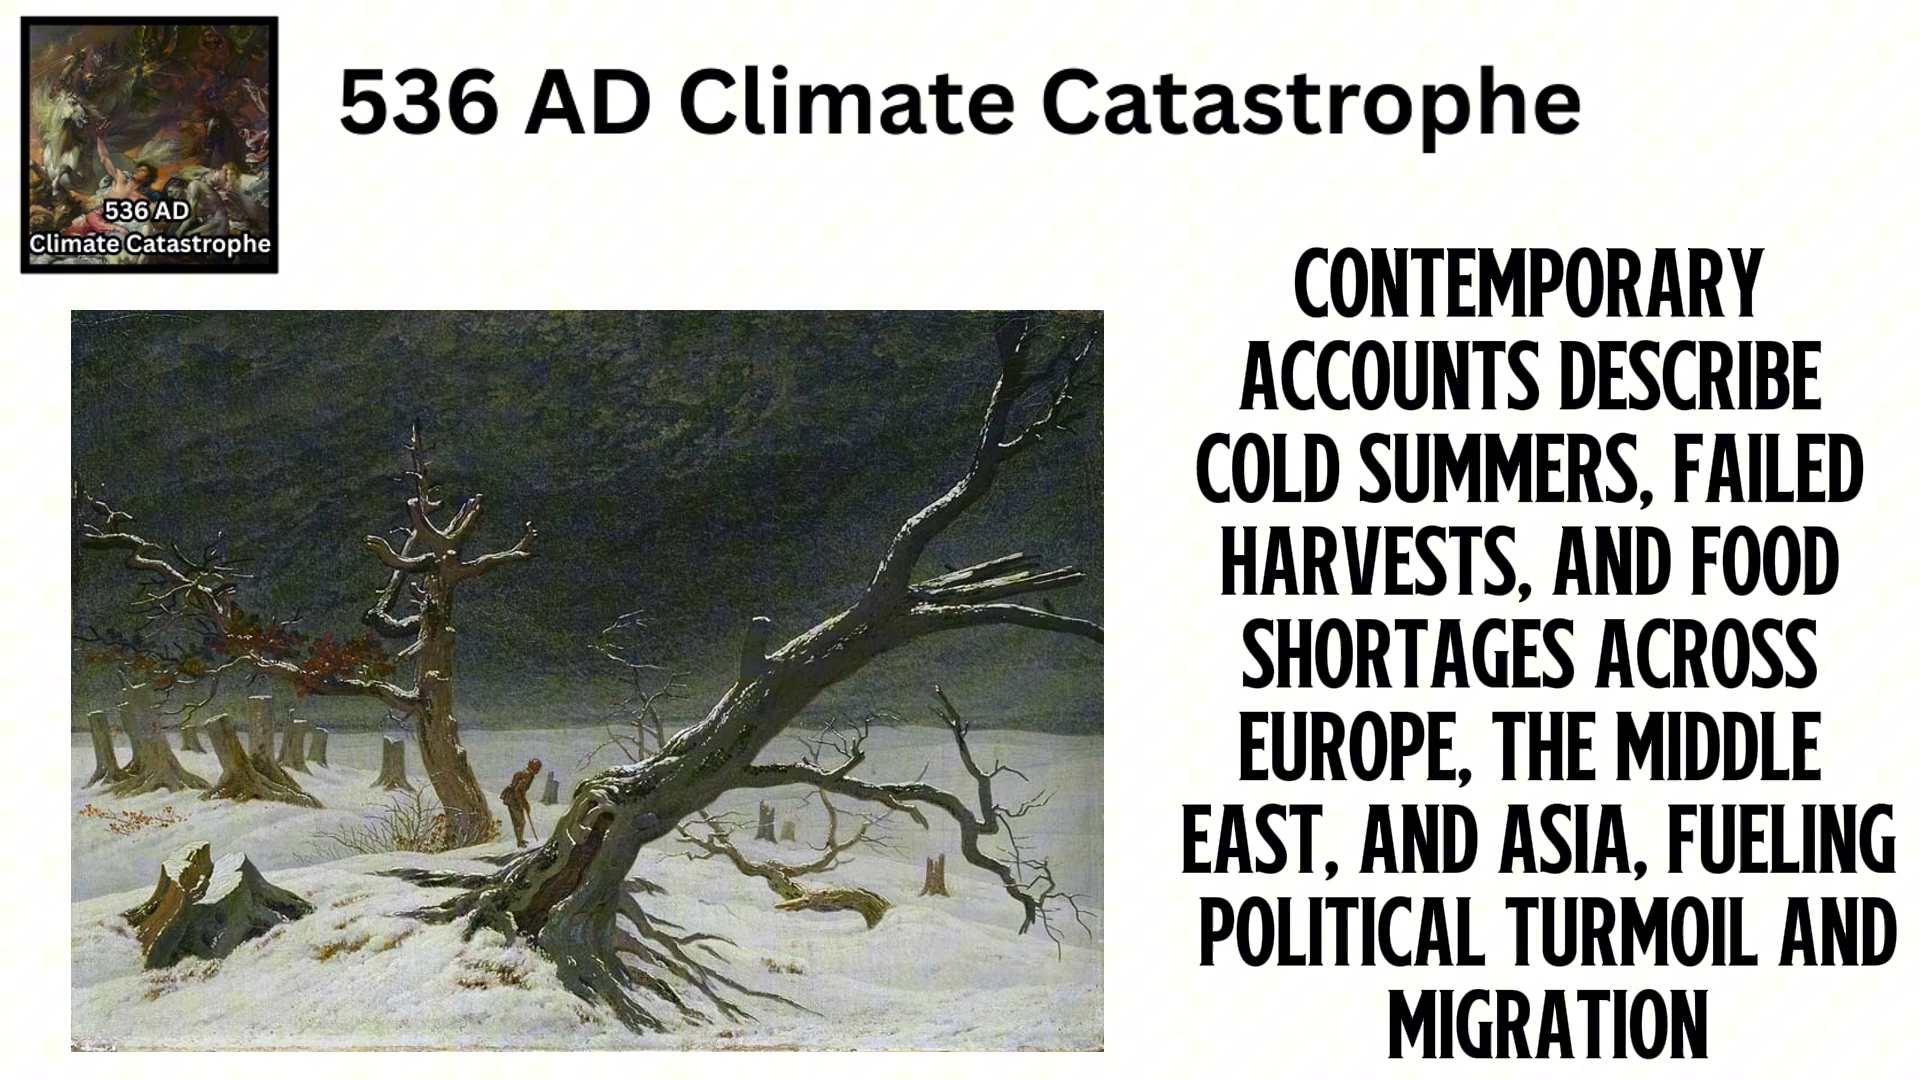 536 AD Climate Catastrophe
536 AD
Climate Catastrophe
CONTEMPORARY
ACCOUNTS DESCRIBE
COLD SUMMERS, FAILED
HARVESTS, AND FOOD
SHORTAGES ACROSS
EUROPE, THE MIDDLE
EAST, AND ASIA, FUELING
POLITICAL TURMOIL AND
MIGRATION